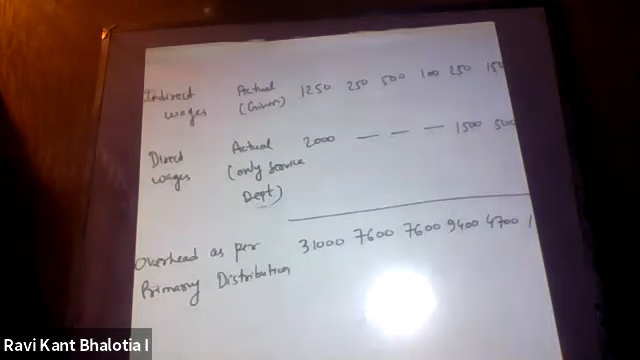 Indirect Actual 1250 250 500 100 250 150
wages (Given)
Direct Actual 2000 — — — 1500 500
wages (only service
Dept)
Overhead as per 31000 7600 7600 9400 4700
Primary Distribution
Ravi Kant Bhalotia I